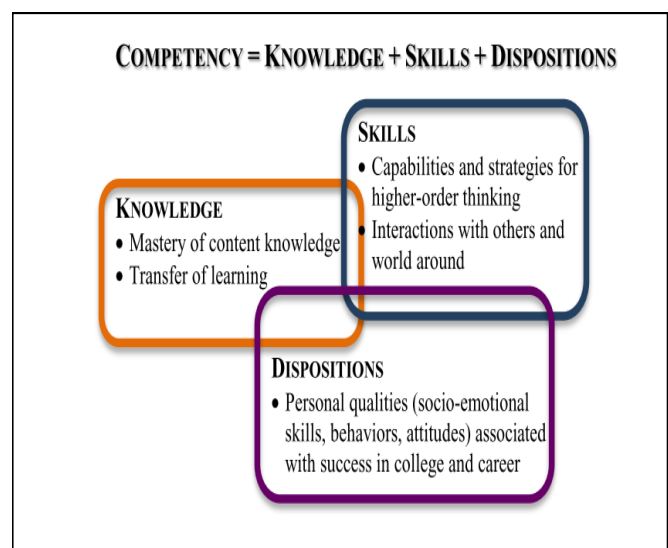 COMPETENCY = KNOWLEDGE + SKILLS + DISPOSITIONS
SKILLS
• Capabilities and strategies for
higher-order thinking
• Interactions with others and
world around
KNOWLEDGE
• Mastery of content knowledge
• Transfer of learning
DISPOSITIONS
• Personal qualities (socio-emotional
skills, behaviors, attitudes) associated
with success in college and career